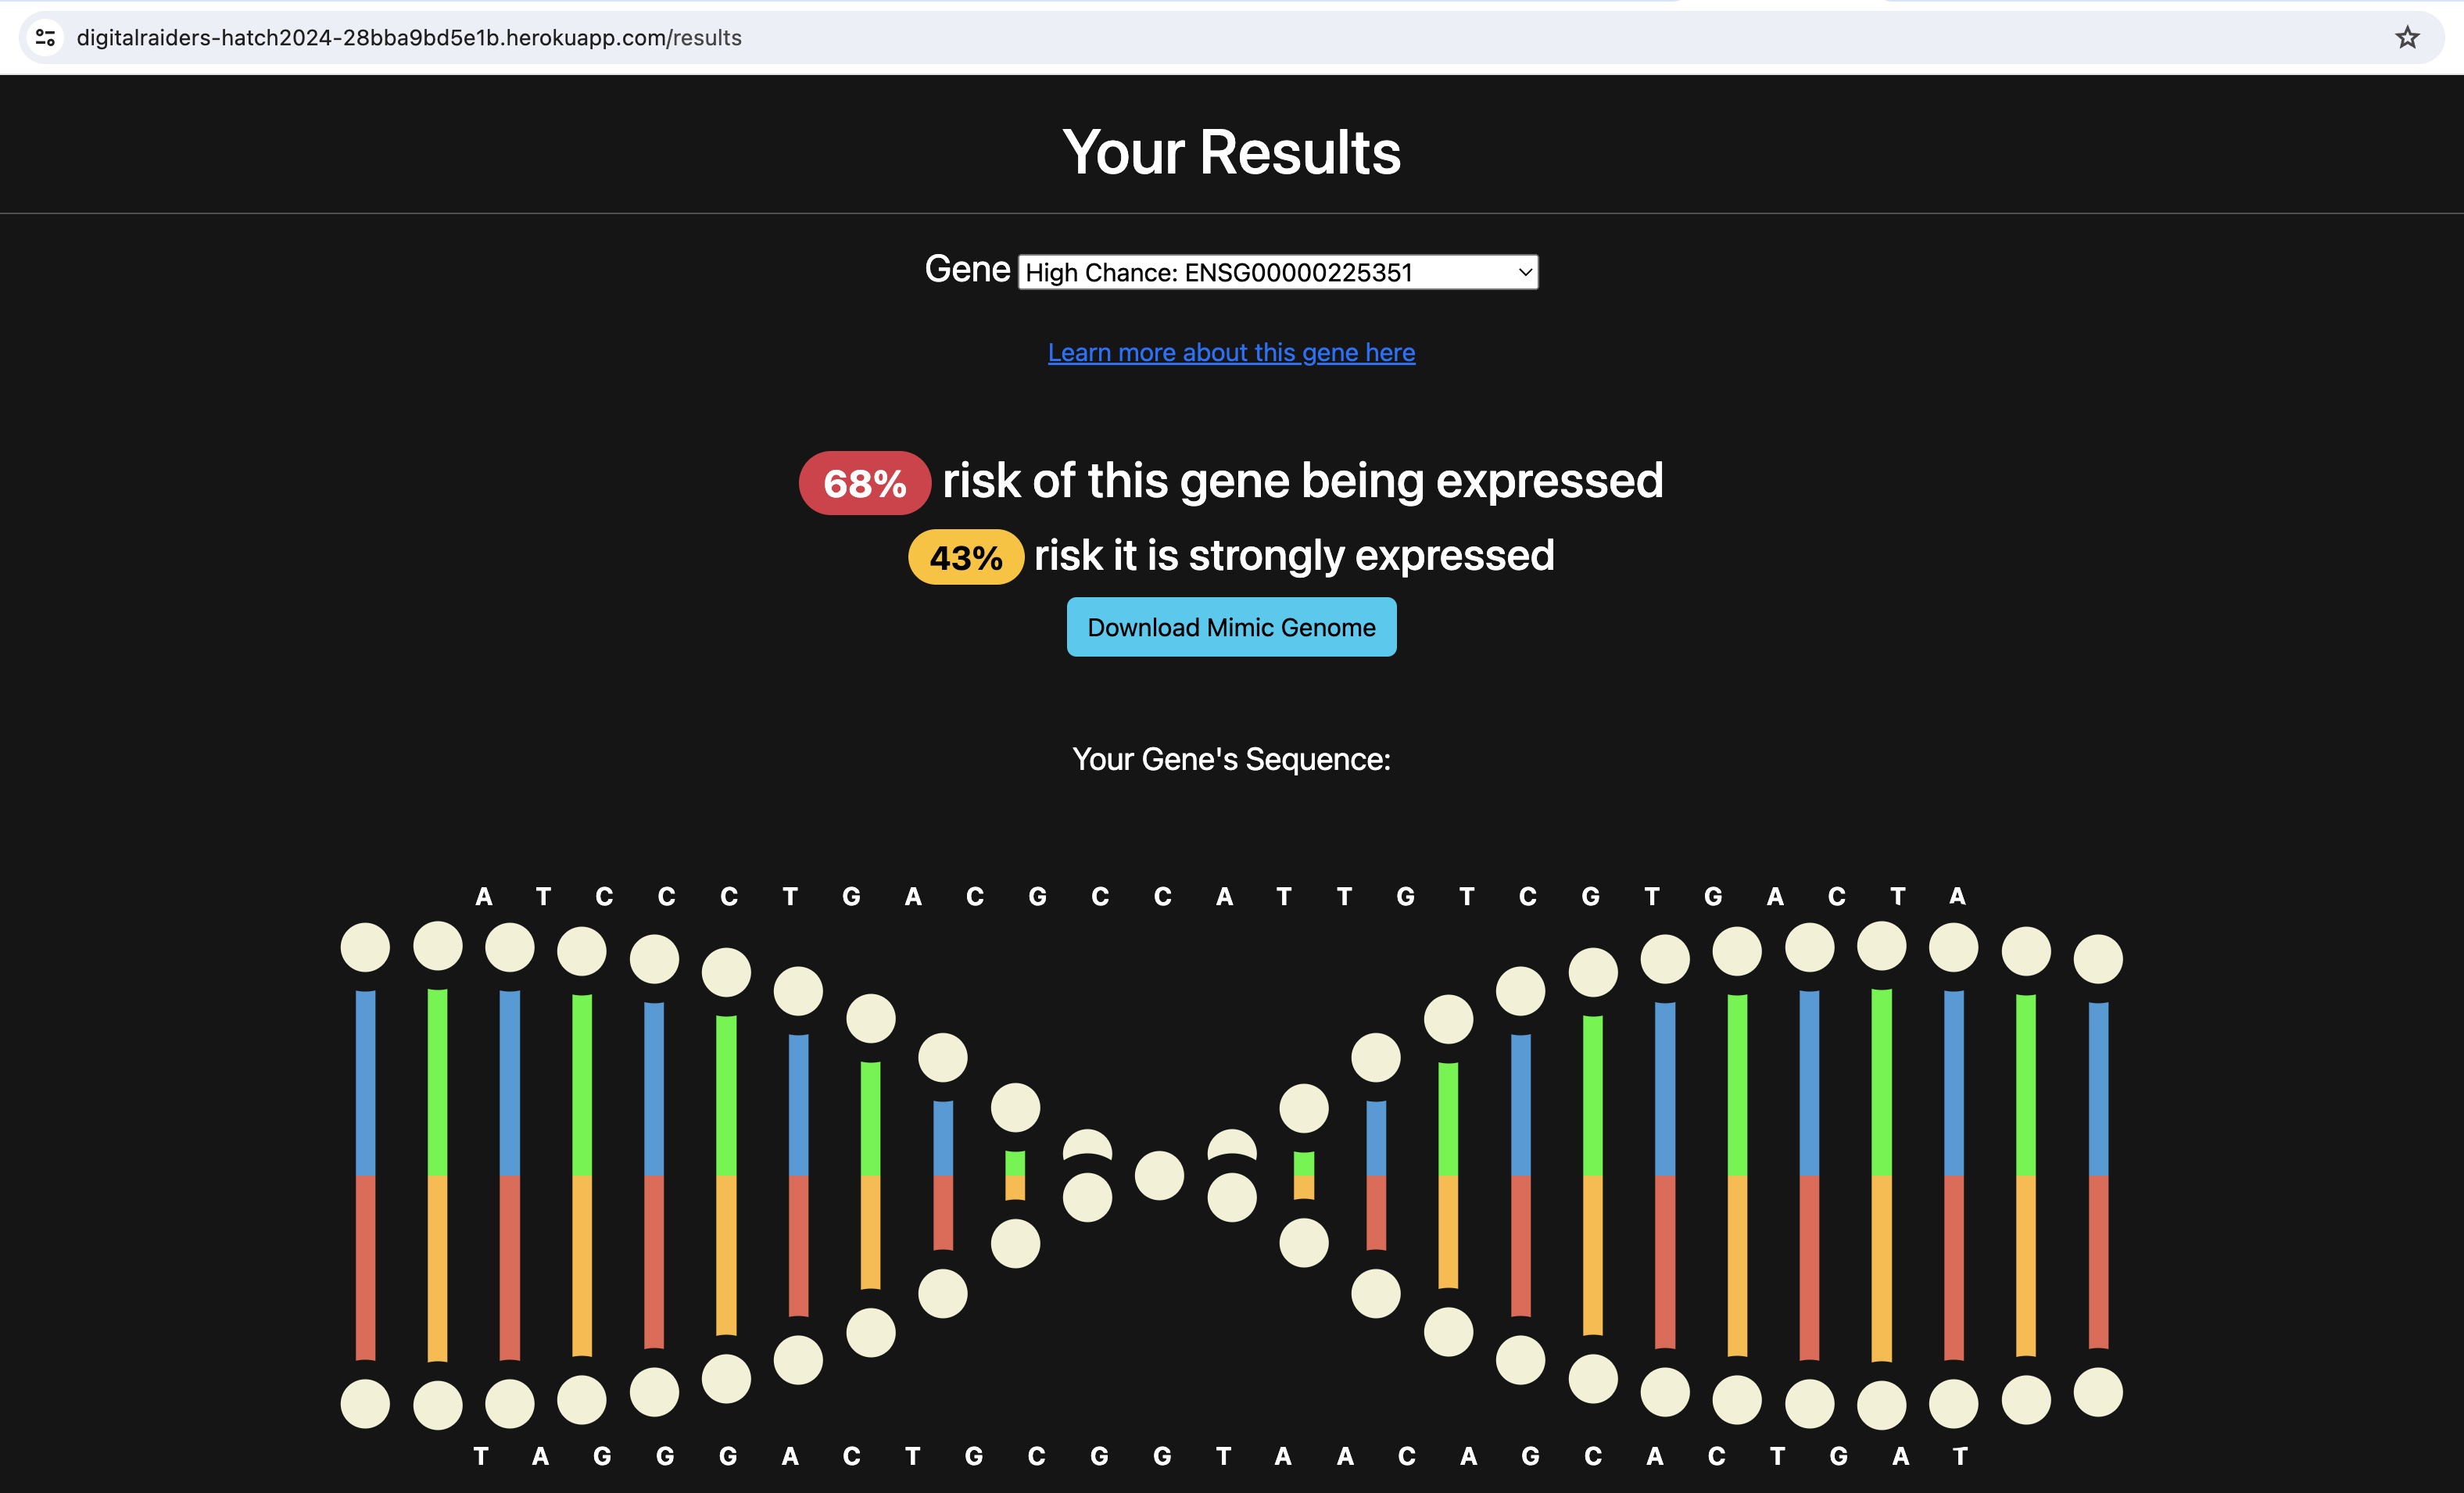 digitalraiders-hatch2024-28bba9bd5e1b.herokuapp.com/results
Your Results
Gene High Chance: ENSG00000225351
Learn more about this gene here
68% risk of this gene being expressed
43% risk it is strongly expressed
Download Mimic Genome
Your Gene's Sequence:
A T C C C T G A C G C C A T T G T C G T G A C T A
T A G G G A C T G C G G T A A C A G C A C T G A T